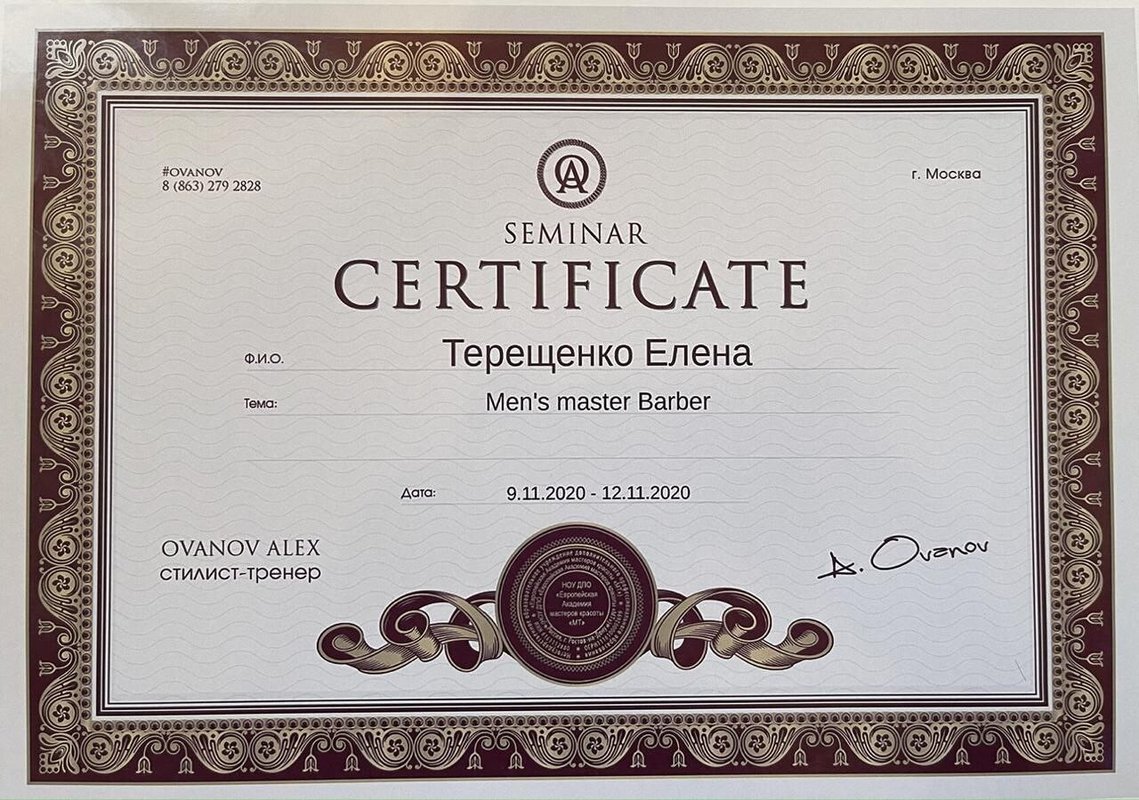 #OVANOV
8 (863) 279 2828
г. Москва
SEMINAR
CERTIFICATE
Ф.И.О.
Терещенко Елена
Тема:
Men's master Barber
Дата:
9.11.2020 - 12.11.2020
OVANOV ALEX
стилист-тренер
A. Ovanov
НОУ ДПО
«Европейская
Академия
мастеров красоты
«МТ»